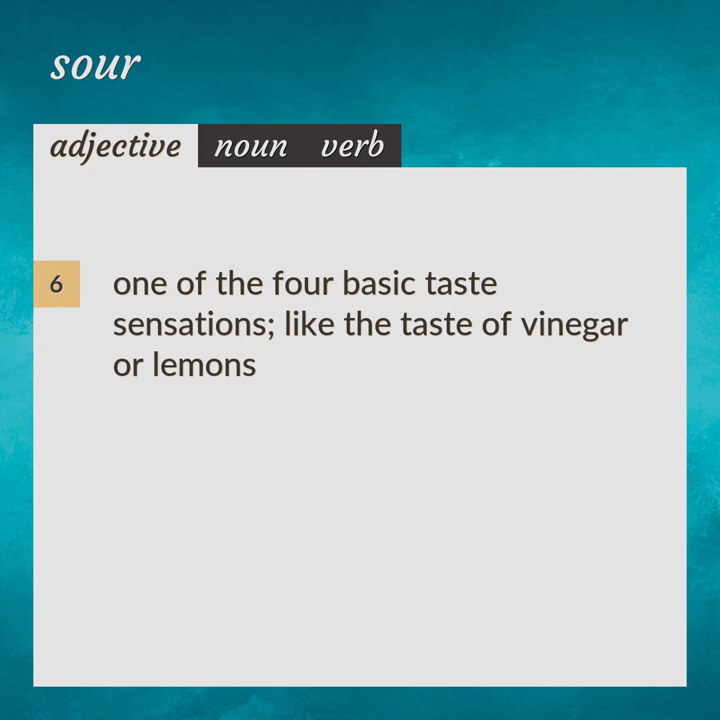 sour
adjective noun verb
6 one of the four basic taste
sensations; like the taste of vinegar
or lemons